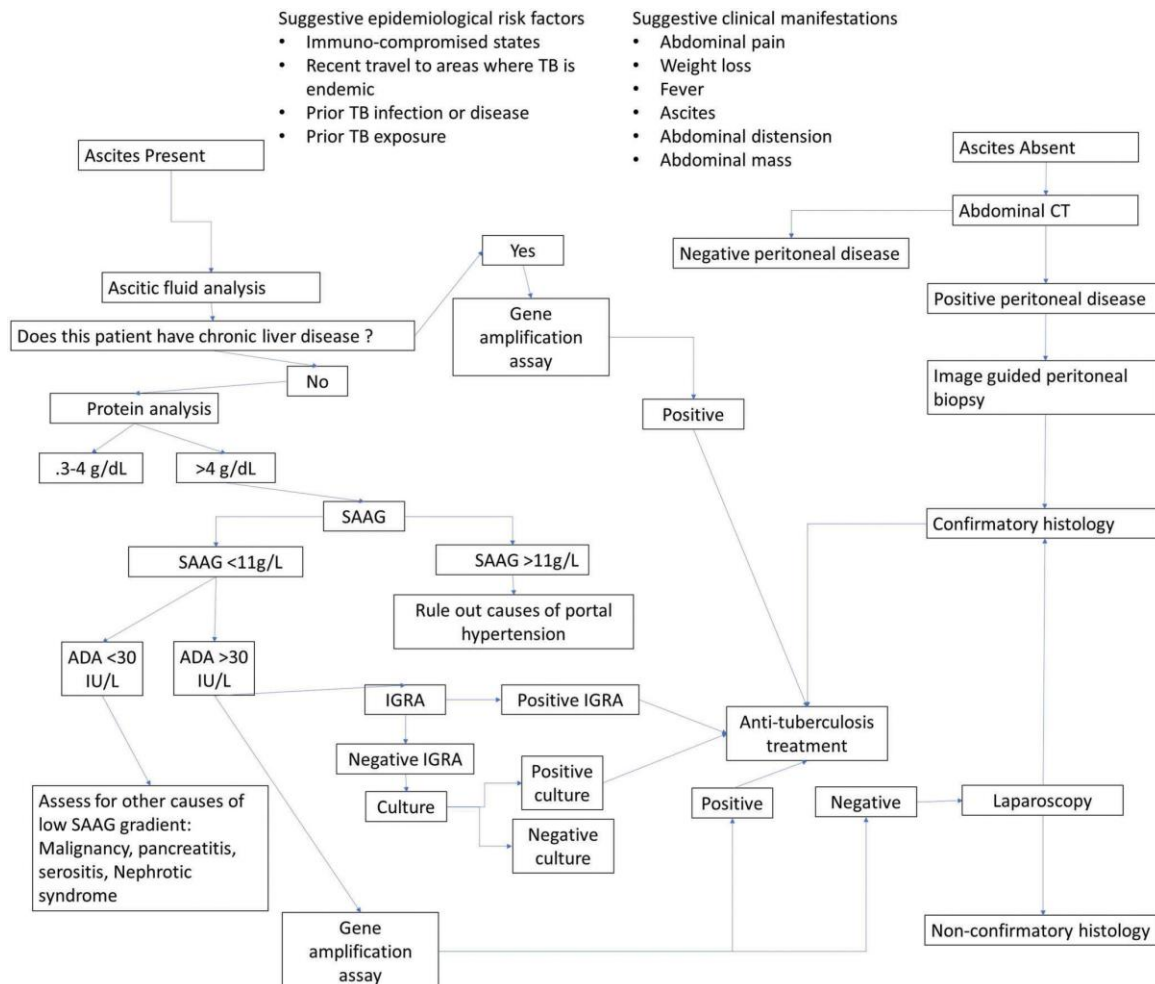 Suggestive epidemiological risk factors
• Immuno-compromised states
• Recent travel to areas where TB is
endemic
• Prior TB infection or disease
• Prior TB exposure
Suggestive clinical manifestations
• Abdominal pain
• Weight loss
• Fever
• Ascites
• Abdominal distension
• Abdominal mass
Ascites Present
Ascites Absent
Abdominal CT
Yes
Negative peritoneal disease
Ascitic fluid analysis
Positive peritoneal disease
Gene
amplification
assay
Does this patient have chronic liver disease ?
No
Image guided peritoneal
biopsy
Protein analysis
Positive
.3-4 g/dL
>4 g/dL
SAAG
Confirmatory histology
SAAG <11g/L
SAAG >11g/L
Rule out causes of portal
hypertension
ADA <30
IU/L
ADA >30
IU/L
IGRA
Positive IGRA
Anti-tuberculosis
treatment
Negative IGRA
Culture
Positive
culture
Negative
culture
Positive
Negative
Laparoscopy
Assess for other causes of
low SAAG gradient:
Malignancy, pancreatitis,
serositis, Nephrotic
syndrome
Gene
amplification
assay
Non-confirmatory histology